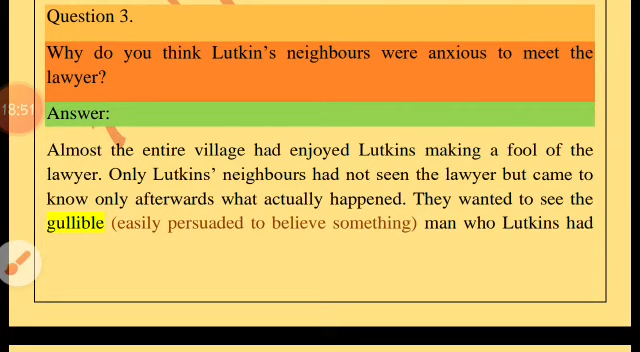 Question 3.
Why do you think Lutkin's neighbours were anxious to meet the
lawyer?
18:51
Answer:
Almost the entire village had enjoyed Lutkins making a fool of the
lawyer. Only Lutkins' neighbours had not seen the lawyer but came to
know only afterwards what actually happened. They wanted to see the
gullible (easily persuaded to believe something) man who Lutkins had